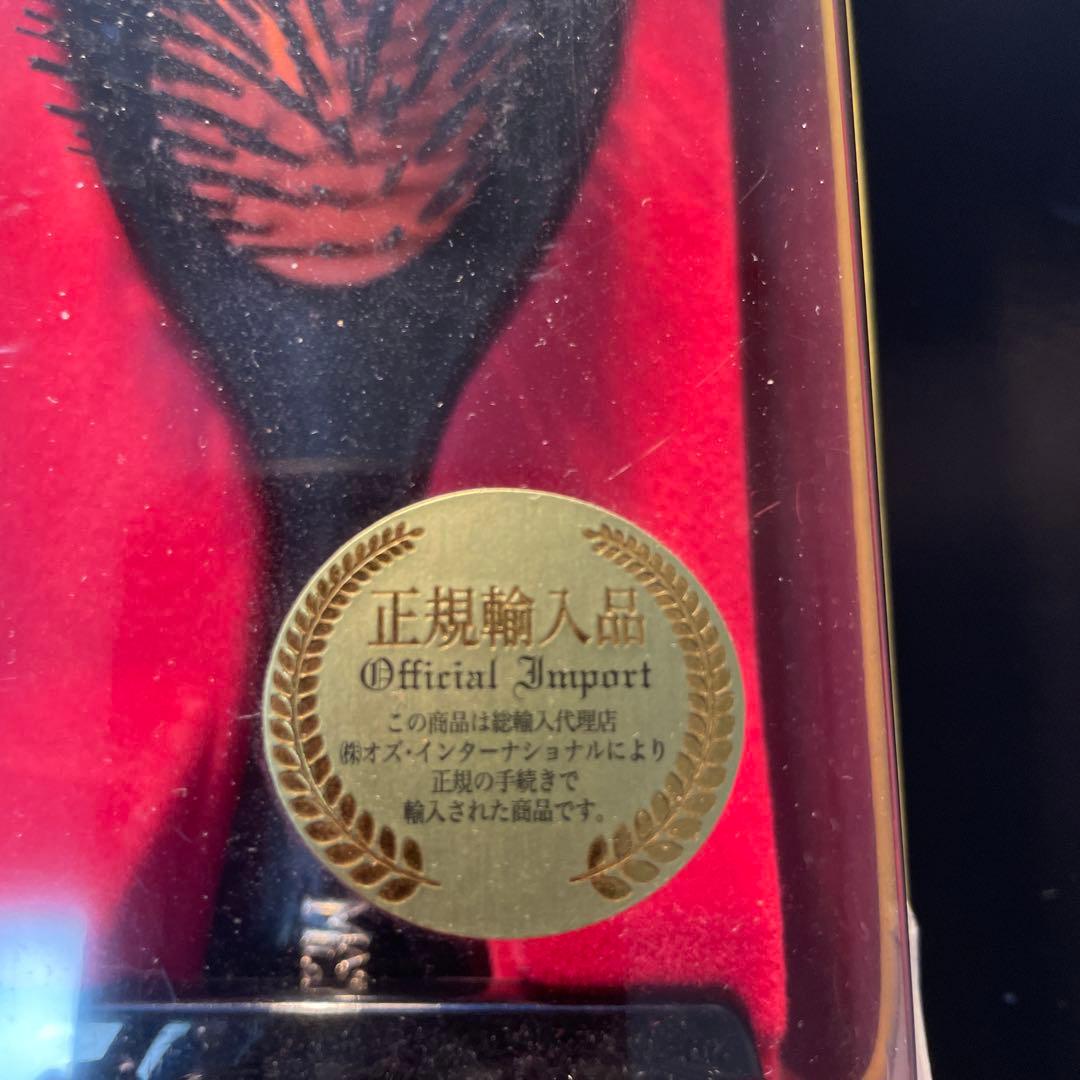 正規輸入品
Official Import
この商品は総輸入代理店
㈱オズ・インターナショナルにより
正規の手続きで
輸入された商品です。